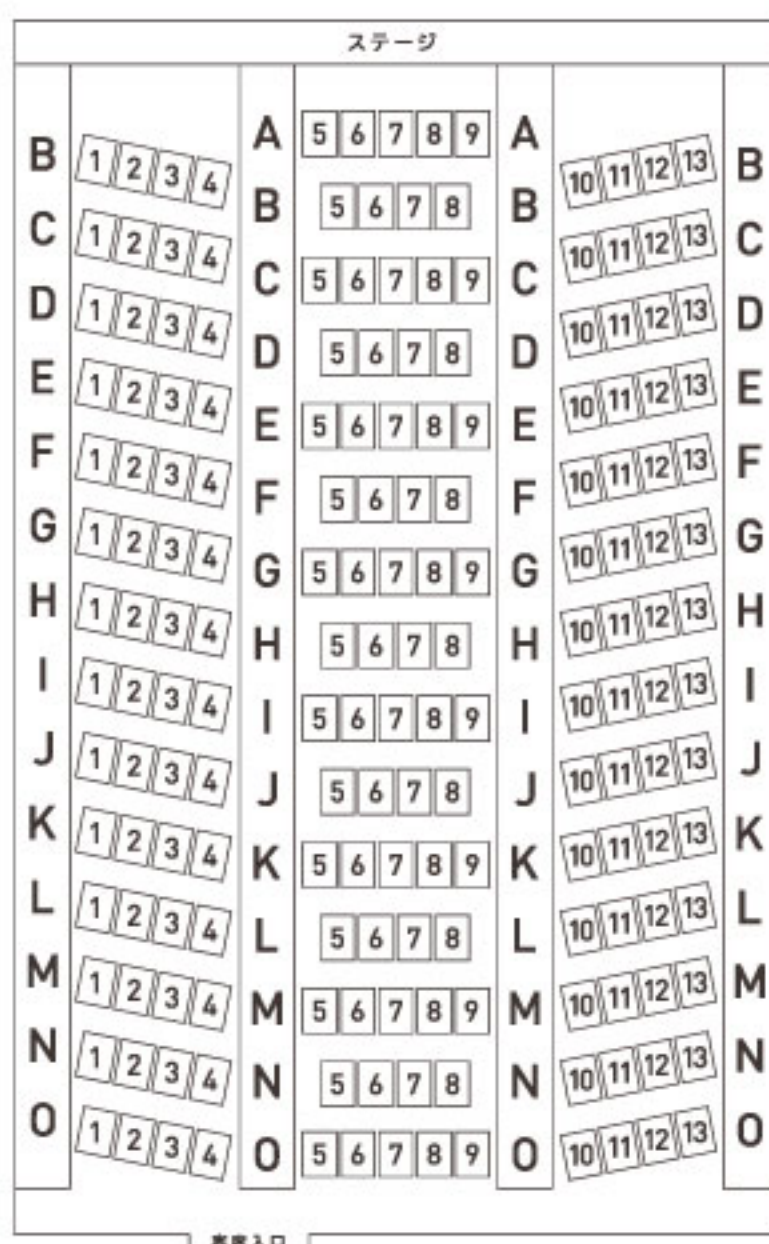 ステージ
A 5 6 7 8 9 A
B 1 2 3 4 B 5 6 7 8 B 10 11 12 13 B
C 1 2 3 4 C 5 6 7 8 9 C 10 11 12 13 C
D 1 2 3 4 D 5 6 7 8 D 10 11 12 13 D
E 1 2 3 4 E 5 6 7 8 9 E 10 11 12 13 E
F 1 2 3 4 F 5 6 7 8 F 10 11 12 13 F
G 1 2 3 4 G 5 6 7 8 9 G 10 11 12 13 G
H 1 2 3 4 H 5 6 7 8 H 10 11 12 13 H
I 1 2 3 4 I 5 6 7 8 9 I 10 11 12 13 I
J 1 2 3 4 J 5 6 7 8 J 10 11 12 13 J
K 1 2 3 4 K 5 6 7 8 9 K 10 11 12 13 K
L 1 2 3 4 L 5 6 7 8 L 10 11 12 13 L
M 1 2 3 4 M 5 6 7 8 9 M 10 11 12 13 M
N 1 2 3 4 N 5 6 7 8 N 10 11 12 13 N
O 1 2 3 4 O 5 6 7 8 9 O 10 11 12 13 O